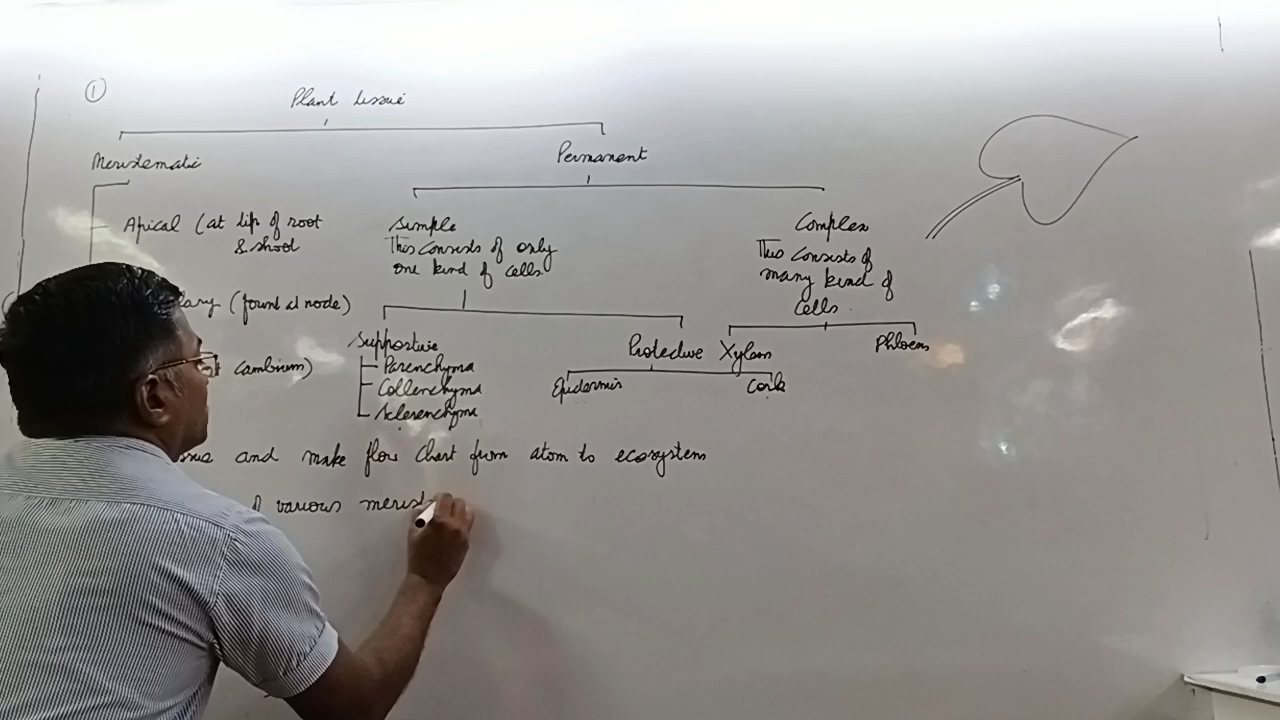 ①
Plant tissue
Meristematic
Permanent
Apical (at tip of root
& shoot
Simple
This consists of only
one kind of cells
Complex
This consists of
many kind of
Cells
(found at node)
Supportive
Parenchyma
Collenchyma
Sclerenchyma
Protective
Epidermis
Cork
Xylem
Phloem
cambium)
and make flow Chart from atom to ecosystem
various merist